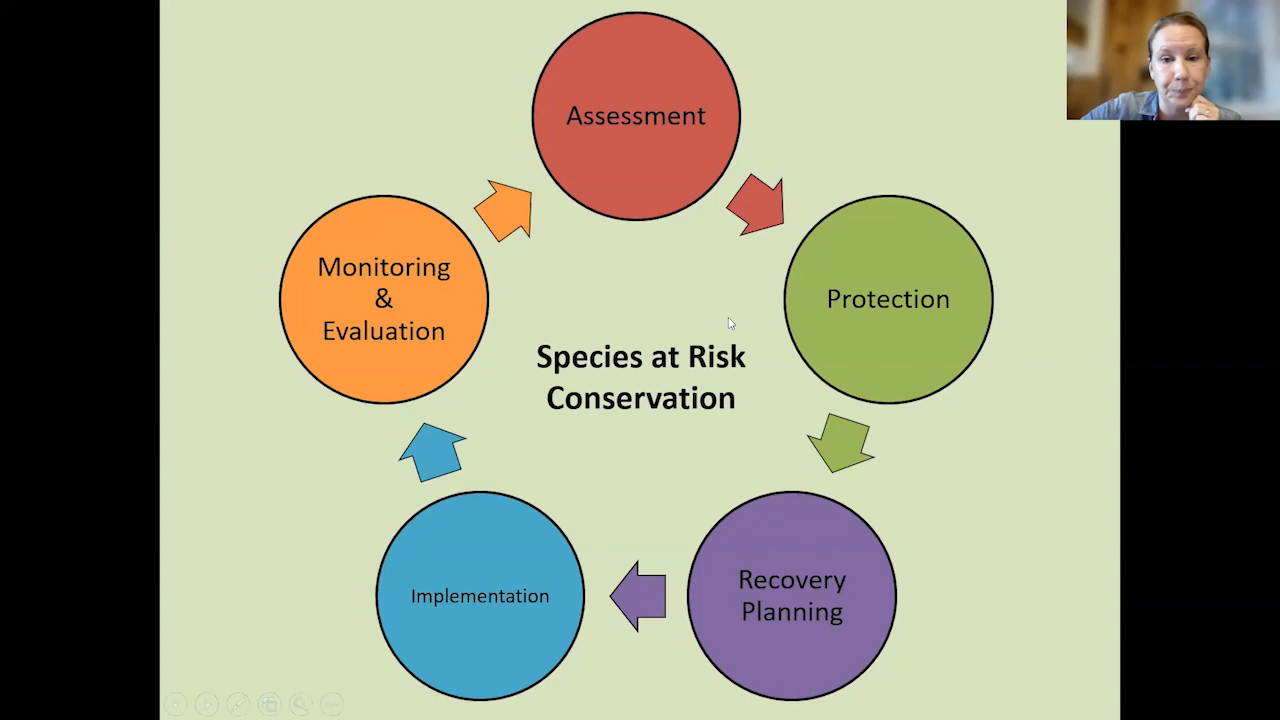 Assessment
Protection
Recovery
Planning
Implementation
Monitoring
&
Evaluation
Species at Risk
Conservation